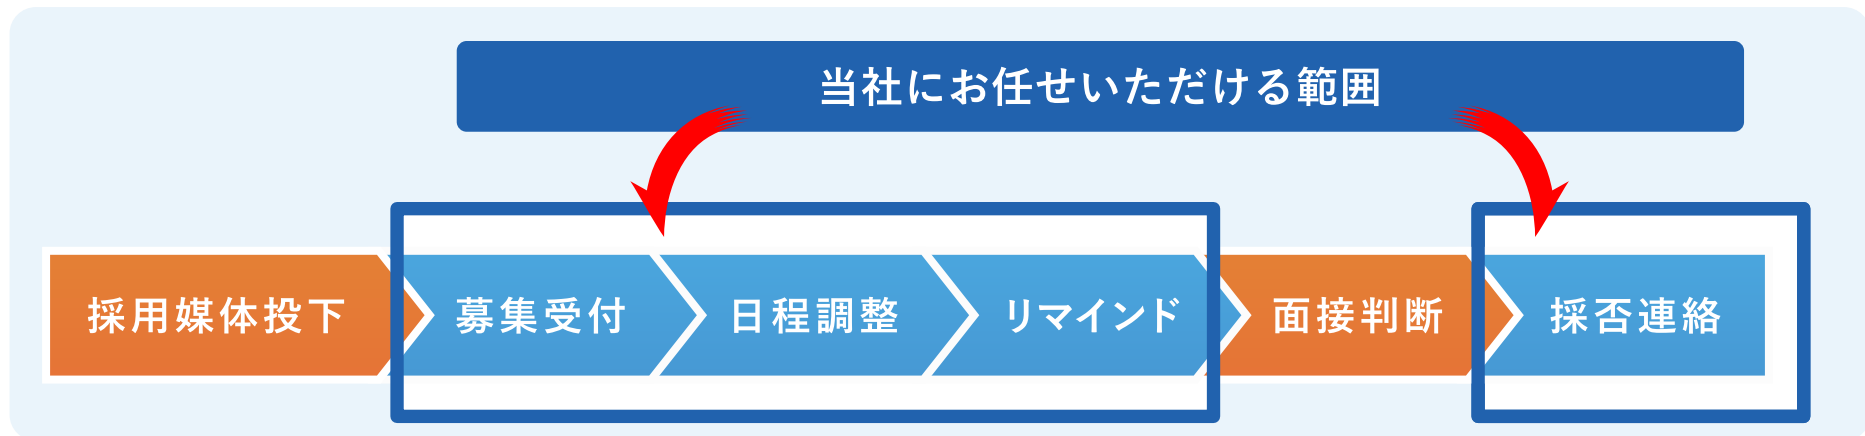 当社にお任せいただける範囲
採用媒体投下
募集受付
日程調整
リマインド
面接判断
採否連絡